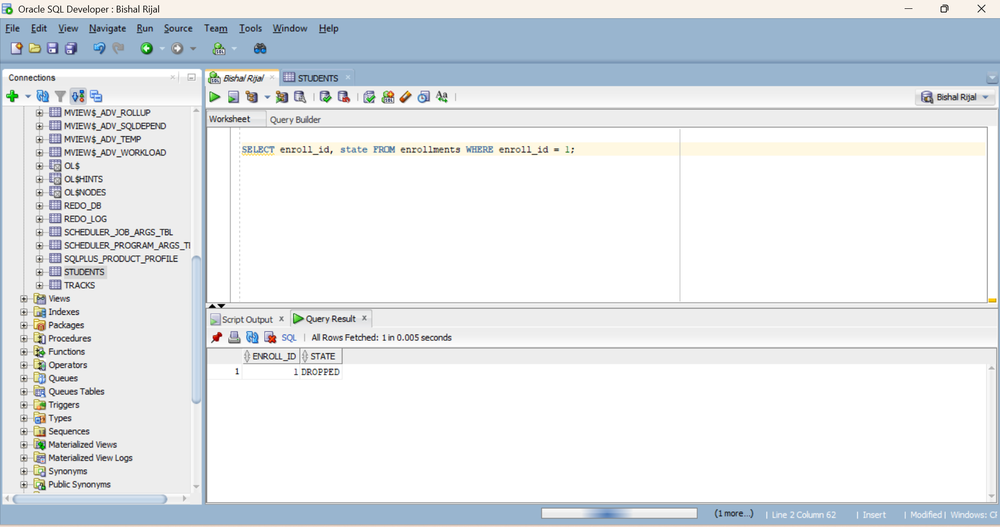 Oracle SQL Developer : Bishal Rijal
File Edit View Navigate Run Source Team Tools Window Help
Connections
Bishal Rijal
STUDENTS
Bishal Rijal
Worksheet Query Builder
MVIEW$_ADV_ROLLUP
MVIEW$_ADV_SQLDEPEND
MVIEW$_ADV_TEMP
MVIEW$_ADV_WORKLOAD
OL$
OL$HINTS
OL$NODES
REDO_DB
REDO_LOG
SCHEDULER_JOB_ARGS_TBL
SCHEDULER_PROGRAM_ARGS_T
SQLPLUS_PRODUCT_PROFILE
STUDENTS
TRACKS
Views
Indexes
Packages
Procedures
Functions
Operators
Queues
Queues Tables
Triggers
Types
Sequences
Materialized Views
Materialized View Logs
Synonyms
Public Synonyms
SELECT enroll_id, state FROM enrollments WHERE enroll_id = 1;
Script Output Query Result
SQL | All Rows Fetched: 1 in 0.005 seconds
ENROLL_ID STATE
1 1 DROPPED
(1 more...) | Line 2 Column 62 | Insert | Modified | Windows: C